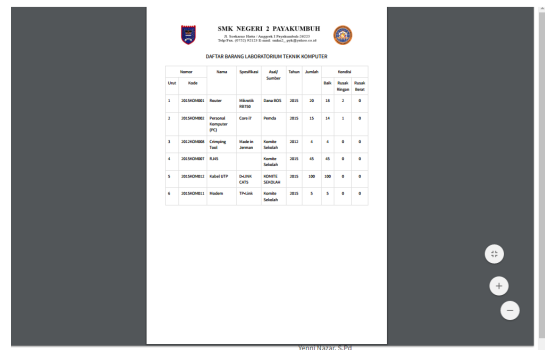 SMK NEGERI 2 PAYAKUMBUH
DAFTAR BARANG LABORATORIUM TEKNIK KOMPUTER
Nomor Nama Spesifikasi Asal/ Sumber Tahun Jumlah Kondisi
Urut Kode Baik Rusak Ringan Rusak Berat
1 Router Mikrotik Dana BOS 2015 20 18 2 0
2 Personal Komputer (PC) Core i7 Pemda 2015 15 14 1 0
3 Crimping Tool Made in Jerman Komite Sekolah 2012 4 4 0 0
4 RJ45 Komite Sekolah 2015 45 45 0 0
5 Kabel UTP D-LINK CAT5 KOMITE SEKOLAH 2015 100 100 0 0
6 Modem TP-Link Komite Sekolah 2015 5 5 0 0
Yenni Nazar, S.Pd